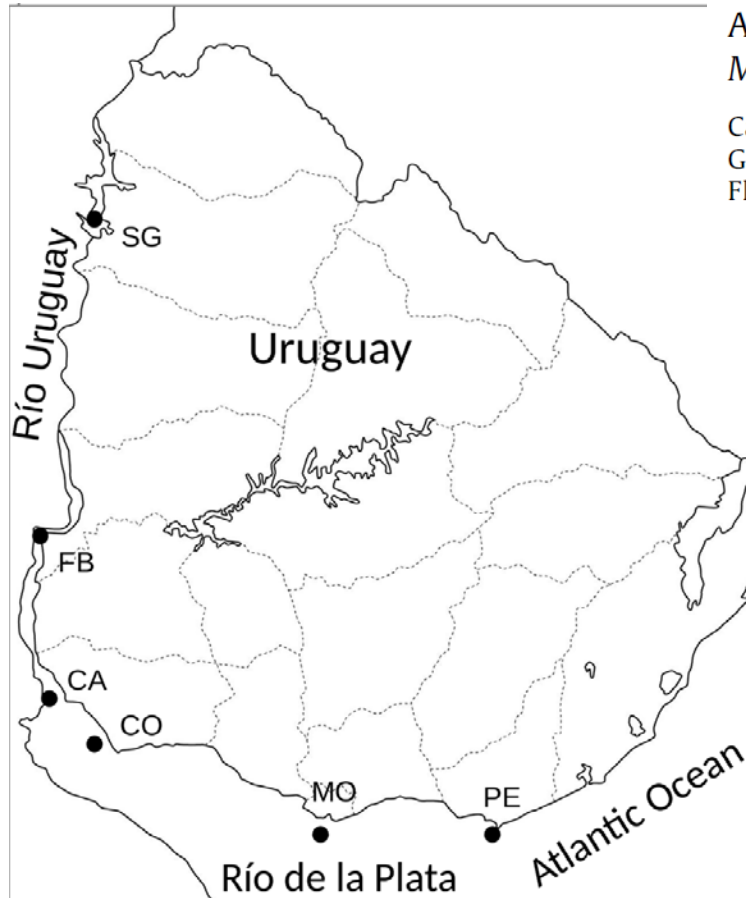 SG
Río Uruguay
Uruguay
FB
CA
CO
MO
PE
Río de la Plata
Atlantic Ocean